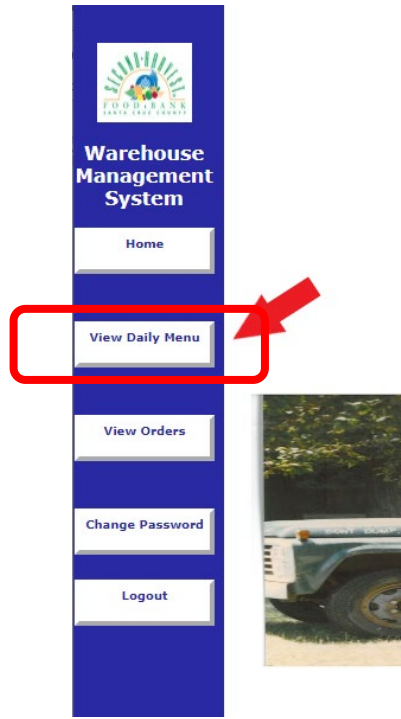 SECOND HARVEST
FOOD BANK
SANTA CRUZ COUNTY
Warehouse
Management
System
Home
View Daily Menu
View Orders
Change Password
Logout